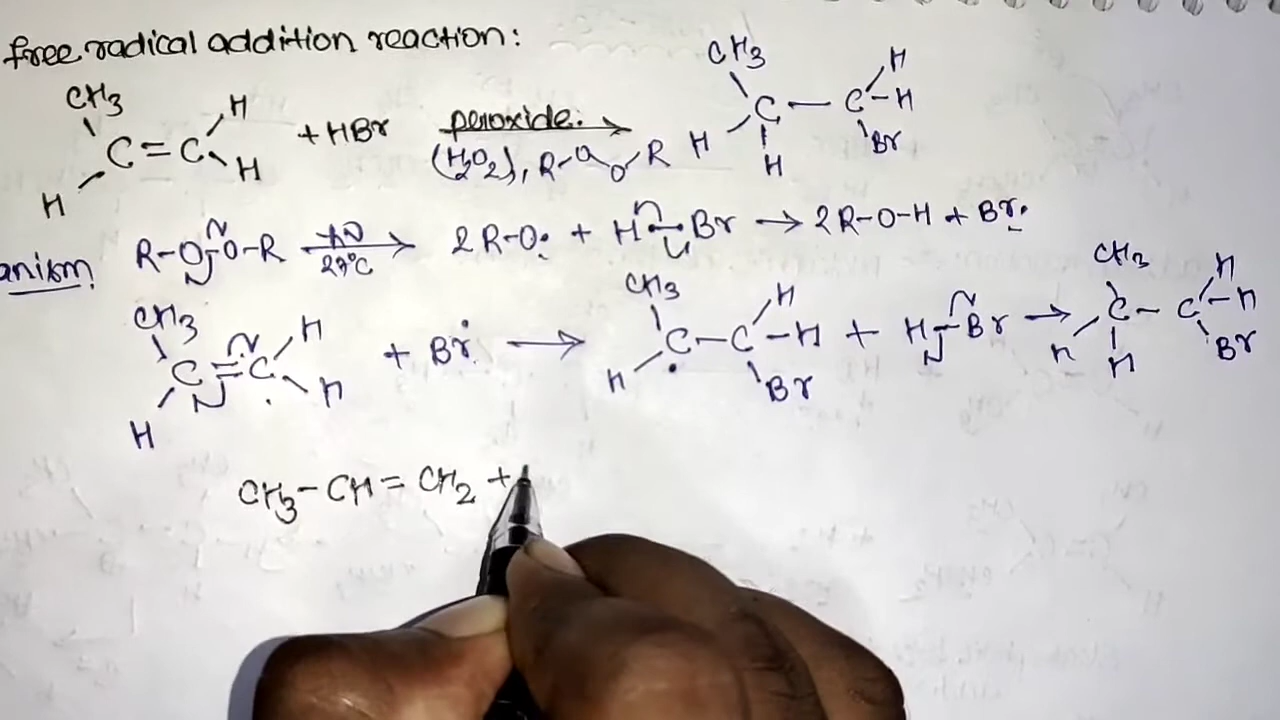 free radical addition reaction:
CH3 H CH3 H
C=C + HBr peroxide. C — C-H
H H (H2O2), R-O-O-R H H Br
anism R-O-O-R hν 27°C 2R-O• + H-Br → 2R-O-H + Br•
CH3 H CH3 H CH3 H
C=C + Br• → C-C-H + H-Br → C-C-H
H H H • Br H H Br
CH3-CH=CH2 +